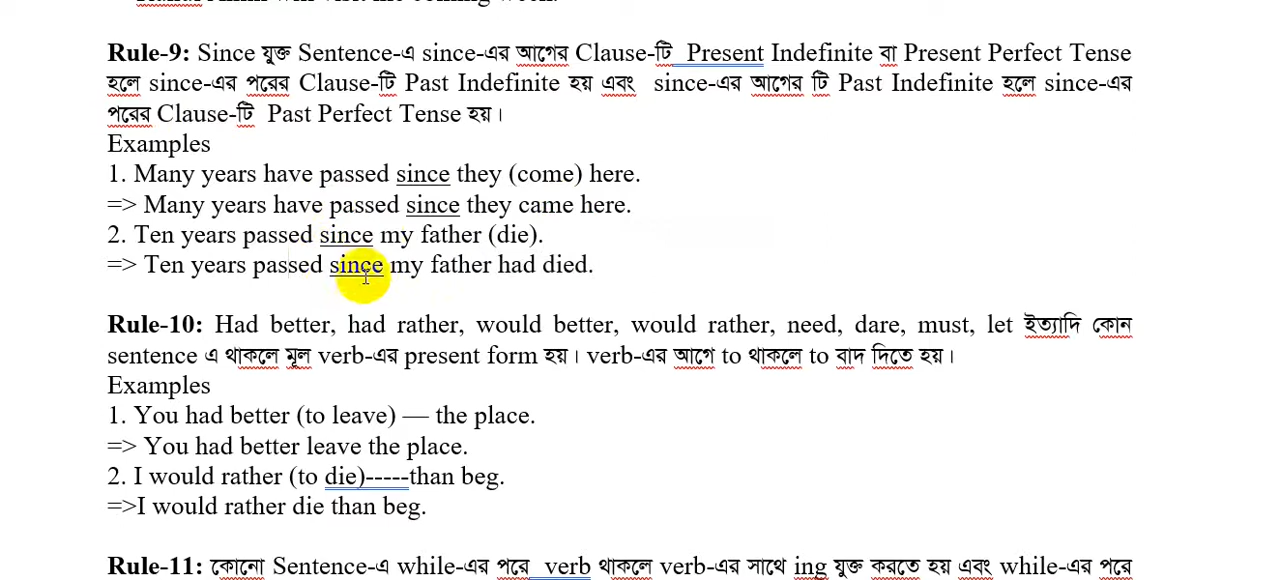 Rule-9: Since যুক্ত Sentence-এ since-এর আগের Clause-টি Present Indefinite বা Present Perfect Tense
হলে since-এর পরের Clause-টি Past Indefinite হয় এবং since-এর আগের টি Past Indefinite হলে since-এর
পরের Clause-টি Past Perfect Tense হয়।
Examples
1. Many years have passed since they (come) here.
=> Many years have passed since they came here.
2. Ten years passed since my father (die).
=> Ten years passed since my father had died.
Rule-10: Had better, had rather, would better, would rather, need, dare, must, let ইত্যাদি কোন
sentence এ থাকলে মূল verb-এর present form হয়। verb-এর আগে to থাকলে to বাদ দিতে হয়।
Examples
1. You had better (to leave) — the place.
=> You had better leave the place.
2. I would rather (to die)-----than beg.
=>I would rather die than beg.
Rule-11: কোনো Sentence-এ while-এর পরে verb থাকলে verb-এর সাথে ing যুক্ত করতে হয় এবং while-এর পরে